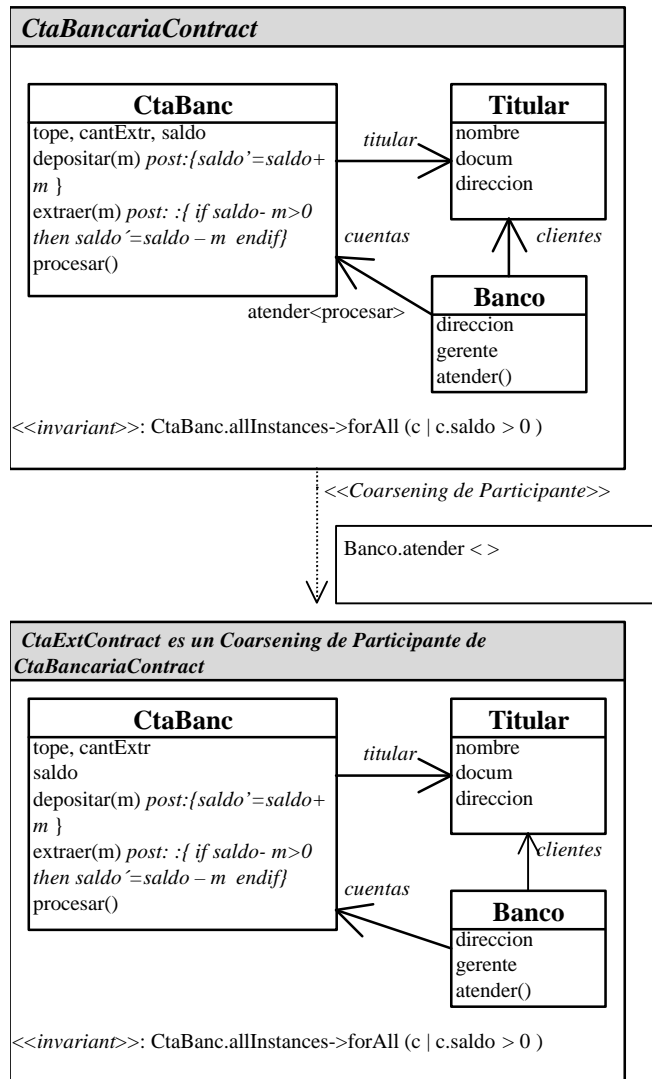 CtaBancariaContract
CtaBanc
tope, cantExtr, saldo
depositar(m) post:{saldo’=saldo+
m }
extraer(m) post: :{ if saldo- m>0
then saldo´=saldo – m endif}
procesar()
titular
Titular
nombre
docum
direccion
cuentas
clientes
atender<procesar>
Banco
direccion
gerente
atender()
<<invariant>>: CtaBanc.allInstances->forAll (c | c.saldo > 0 )
<<Coarsening de Participante>>
Banco.atender < >
CtaExtContract es un Coarsening de Participante de
CtaBancariaContract
CtaBanc
tope, cantExtr
saldo
depositar(m) post:{saldo’=saldo+
m }
extraer(m) post: :{ if saldo- m>0
then saldo´=saldo – m endif}
procesar()
titular
Titular
nombre
docum
direccion
clientes
cuentas
Banco
direccion
gerente
atender()
<<invariant>>: CtaBanc.allInstances->forAll (c | c.saldo > 0 )